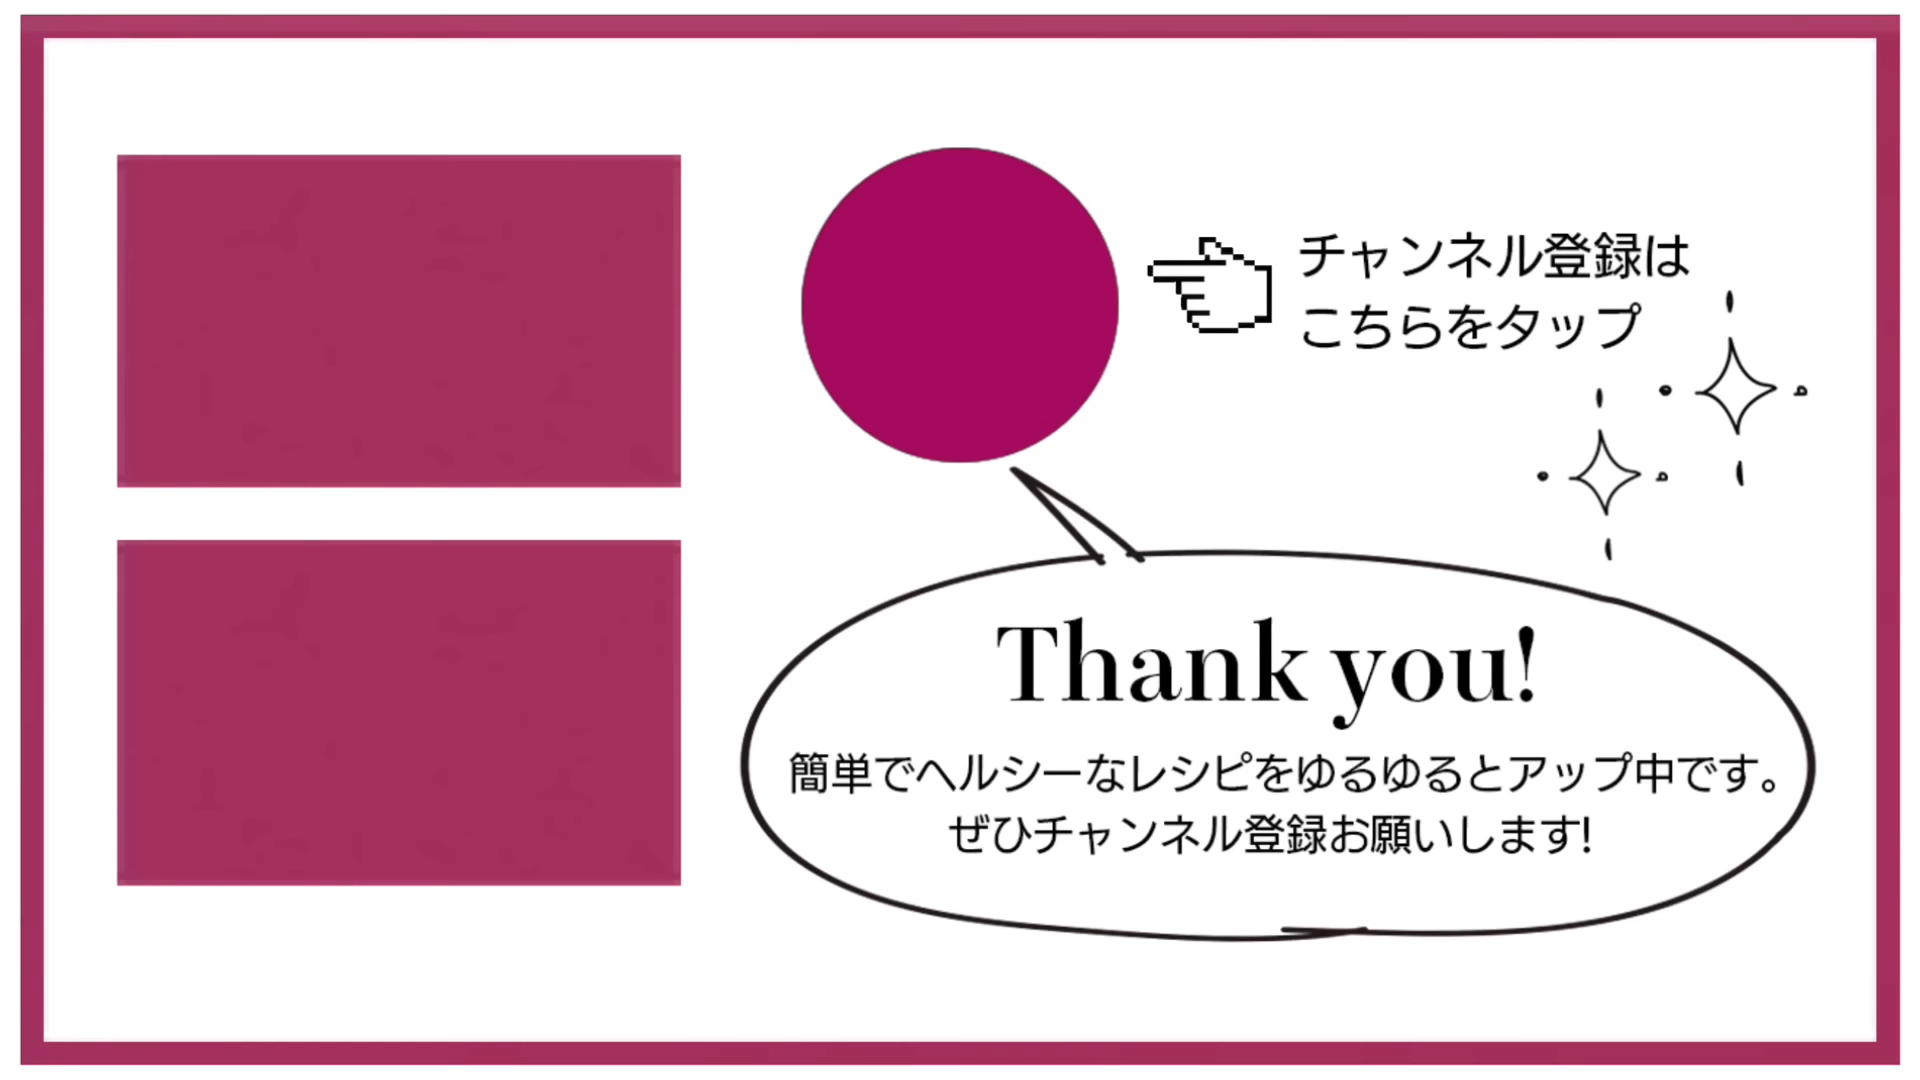 チャンネル登録は
こちらをタップ
Thank you!
簡単でヘルシーなレシピをゆるゆるとアップ中です。
ぜひチャンネル登録お願いします!